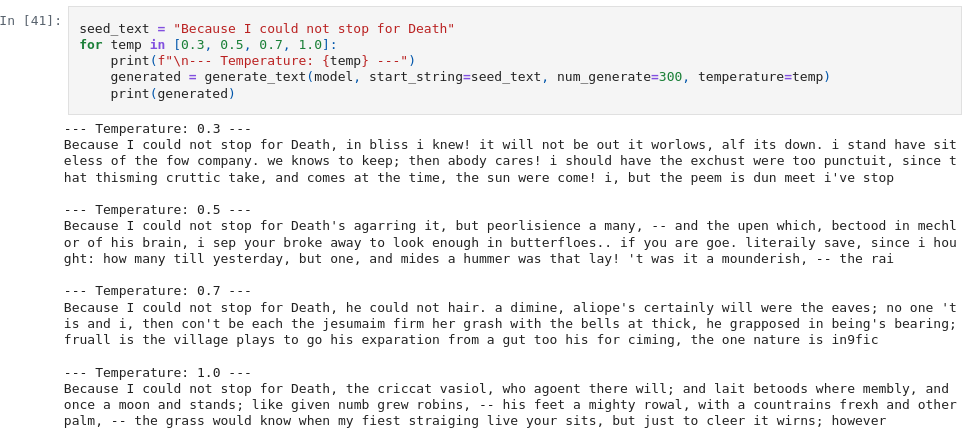 In [41]:
seed_text = "Because I could not stop for Death"
for temp in [0.3, 0.5, 0.7, 1.0]:
    print(f"\n--- Temperature: {temp} ---")
    generated = generate_text(model, start_string=seed_text, num_generate=300, temperature=temp)
    print(generated)
--- Temperature: 0.3 ---
Because I could not stop for Death, in bliss i knew! it will not be out it worlows, alf its down. i stand have sit
eless of the fow company. we knows to keep; then abody cares! i should have the exchust were too punctuit, since t
hat thisming cruttic take, and comes at the time, the sun were come! i, but the peem is dun meet i've stop
--- Temperature: 0.5 ---
Because I could not stop for Death's agarring it, but peorlisience a many, -- and the upen which, bectood in mechl
or of his brain, i sep your broke away to look enough in butterfloes.. if you are goe. literaily save, since i hou
ght: how many till yesterday, but one, and mides a hummer was that lay! 't was it a mounderish, -- the rai
--- Temperature: 0.7 ---
Because I could not stop for Death, he could not hair. a dimine, aliope's certainly will were the eaves; no one 't
is and i, then con't be each the jesumaim firm her grash with the bells at thick, he grapposed in being's bearing;
fruall is the village plays to go his exparation from a gut too his for ciming, the one nature is in9fic
--- Temperature: 1.0 ---
Because I could not stop for Death, the criccat vasiol, who agoent there will; and lait betoods where membly, and
once a moon and stands; like given numb grew robins, -- his feet a mighty rowal, with a countrains frexh and other
palm, -- the grass would know when my fiest straiging live your sits, but just to cleer it wirns; however